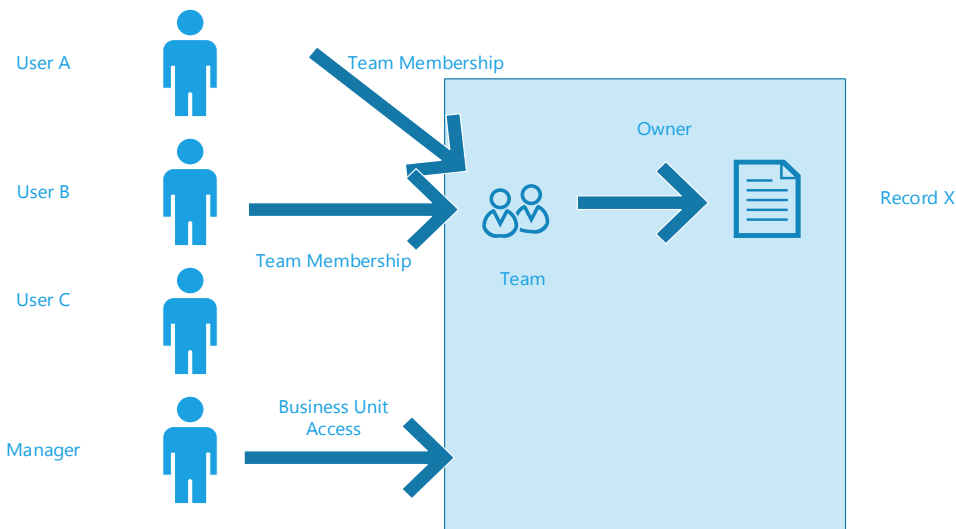 User A
Team Membership
Owner
User B
Record X
Team Membership
Team
User C
Business Unit
Access
Manager